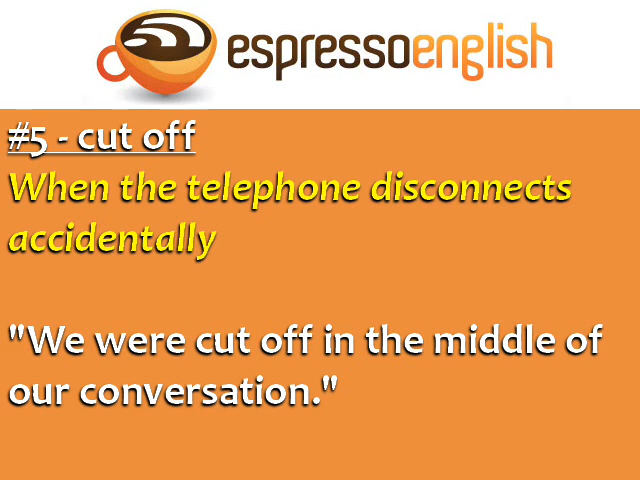 espressoenglish
#5 - cut off
When the telephone disconnects
accidentally
"We were cut off in the middle of
our conversation."